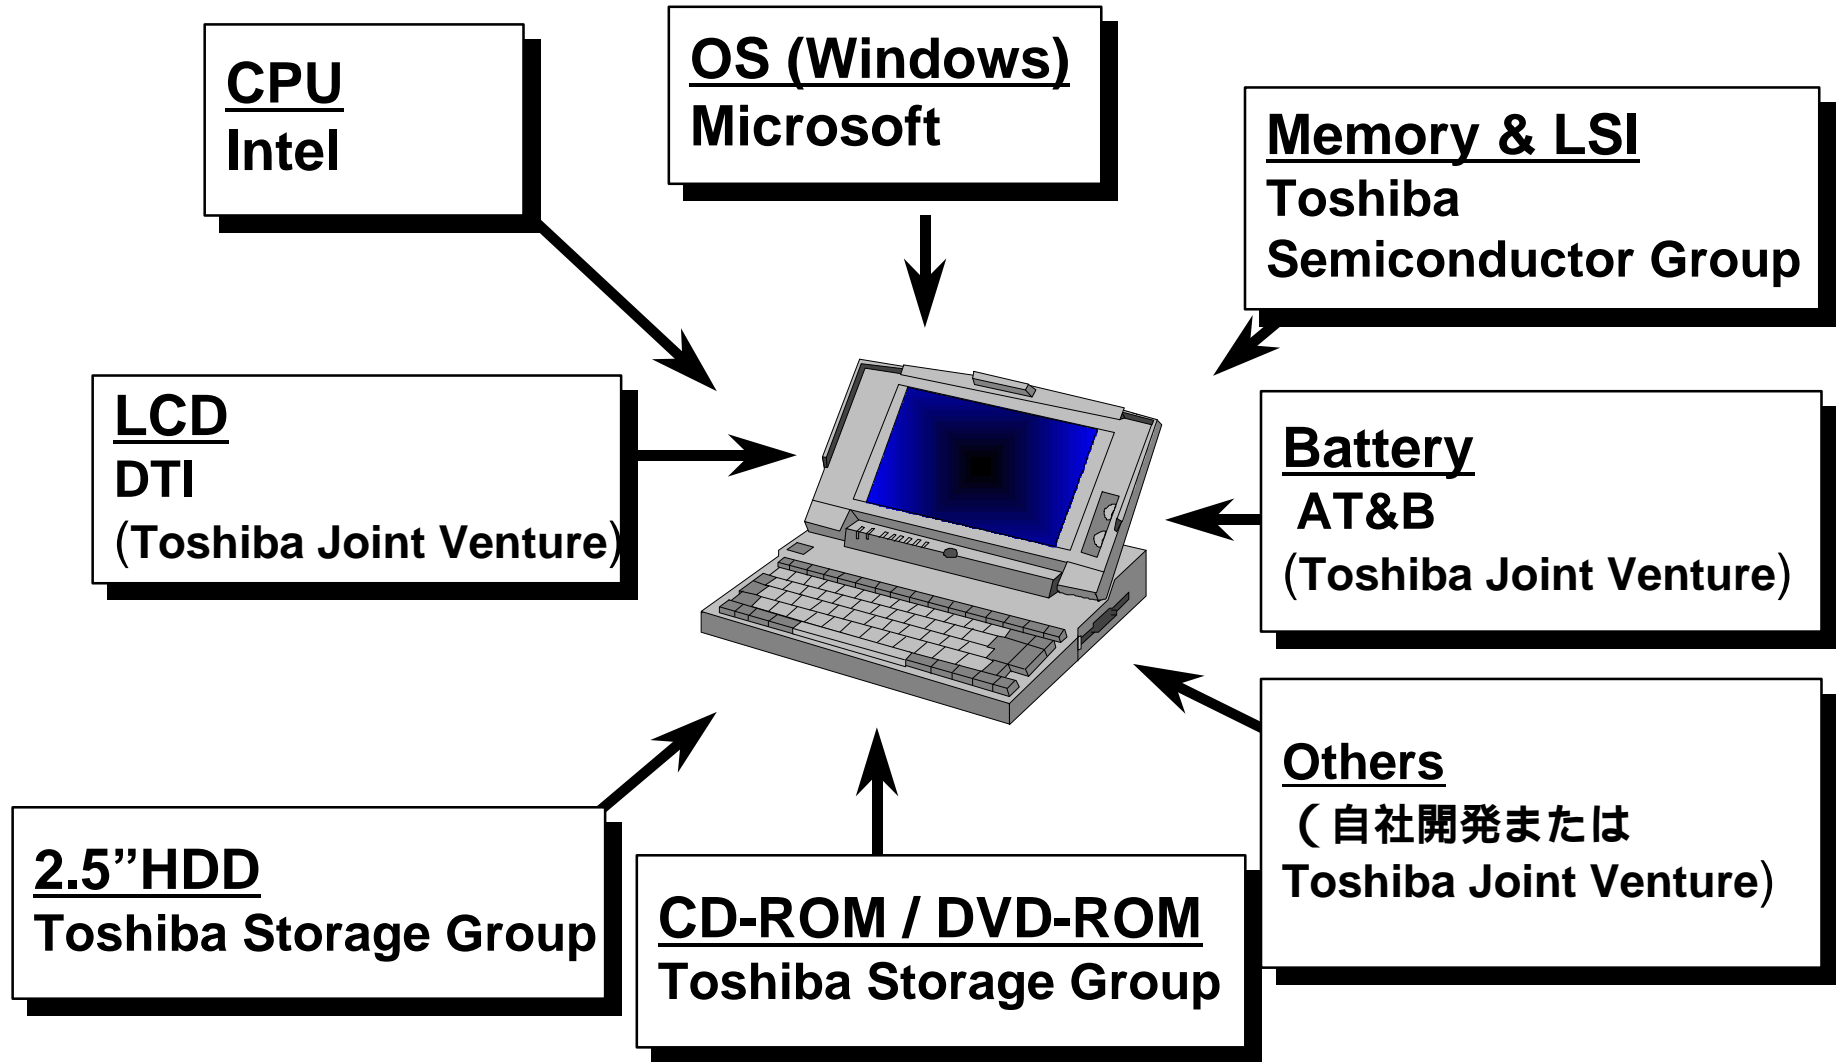 CPU
Intel
OS (Windows)
Microsoft
Memory & LSI
Toshiba
Semiconductor Group
LCD
DTI
(Toshiba Joint Venture)
Battery
AT&B
(Toshiba Joint Venture)
2.5”HDD
Toshiba Storage Group
CD-ROM / DVD-ROM
Toshiba Storage Group
Others
（自社開発または
Toshiba Joint Venture)